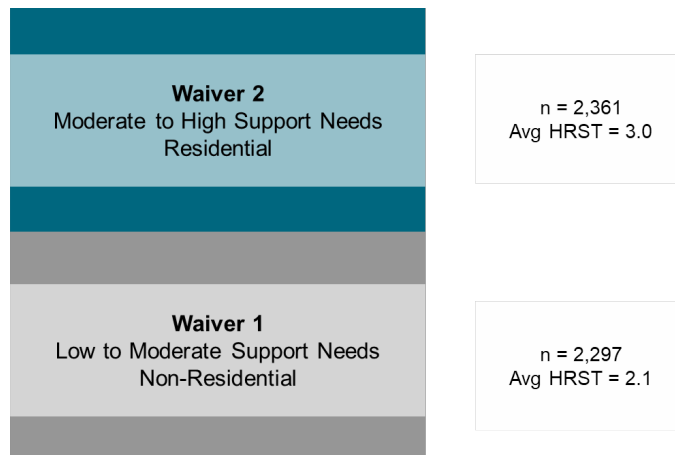 Waiver 2
Moderate to High Support Needs
Residential
n = 2,361
Avg HRST = 3.0
Waiver 1
Low to Moderate Support Needs
Non-Residential
n = 2,297
Avg HRST = 2.1